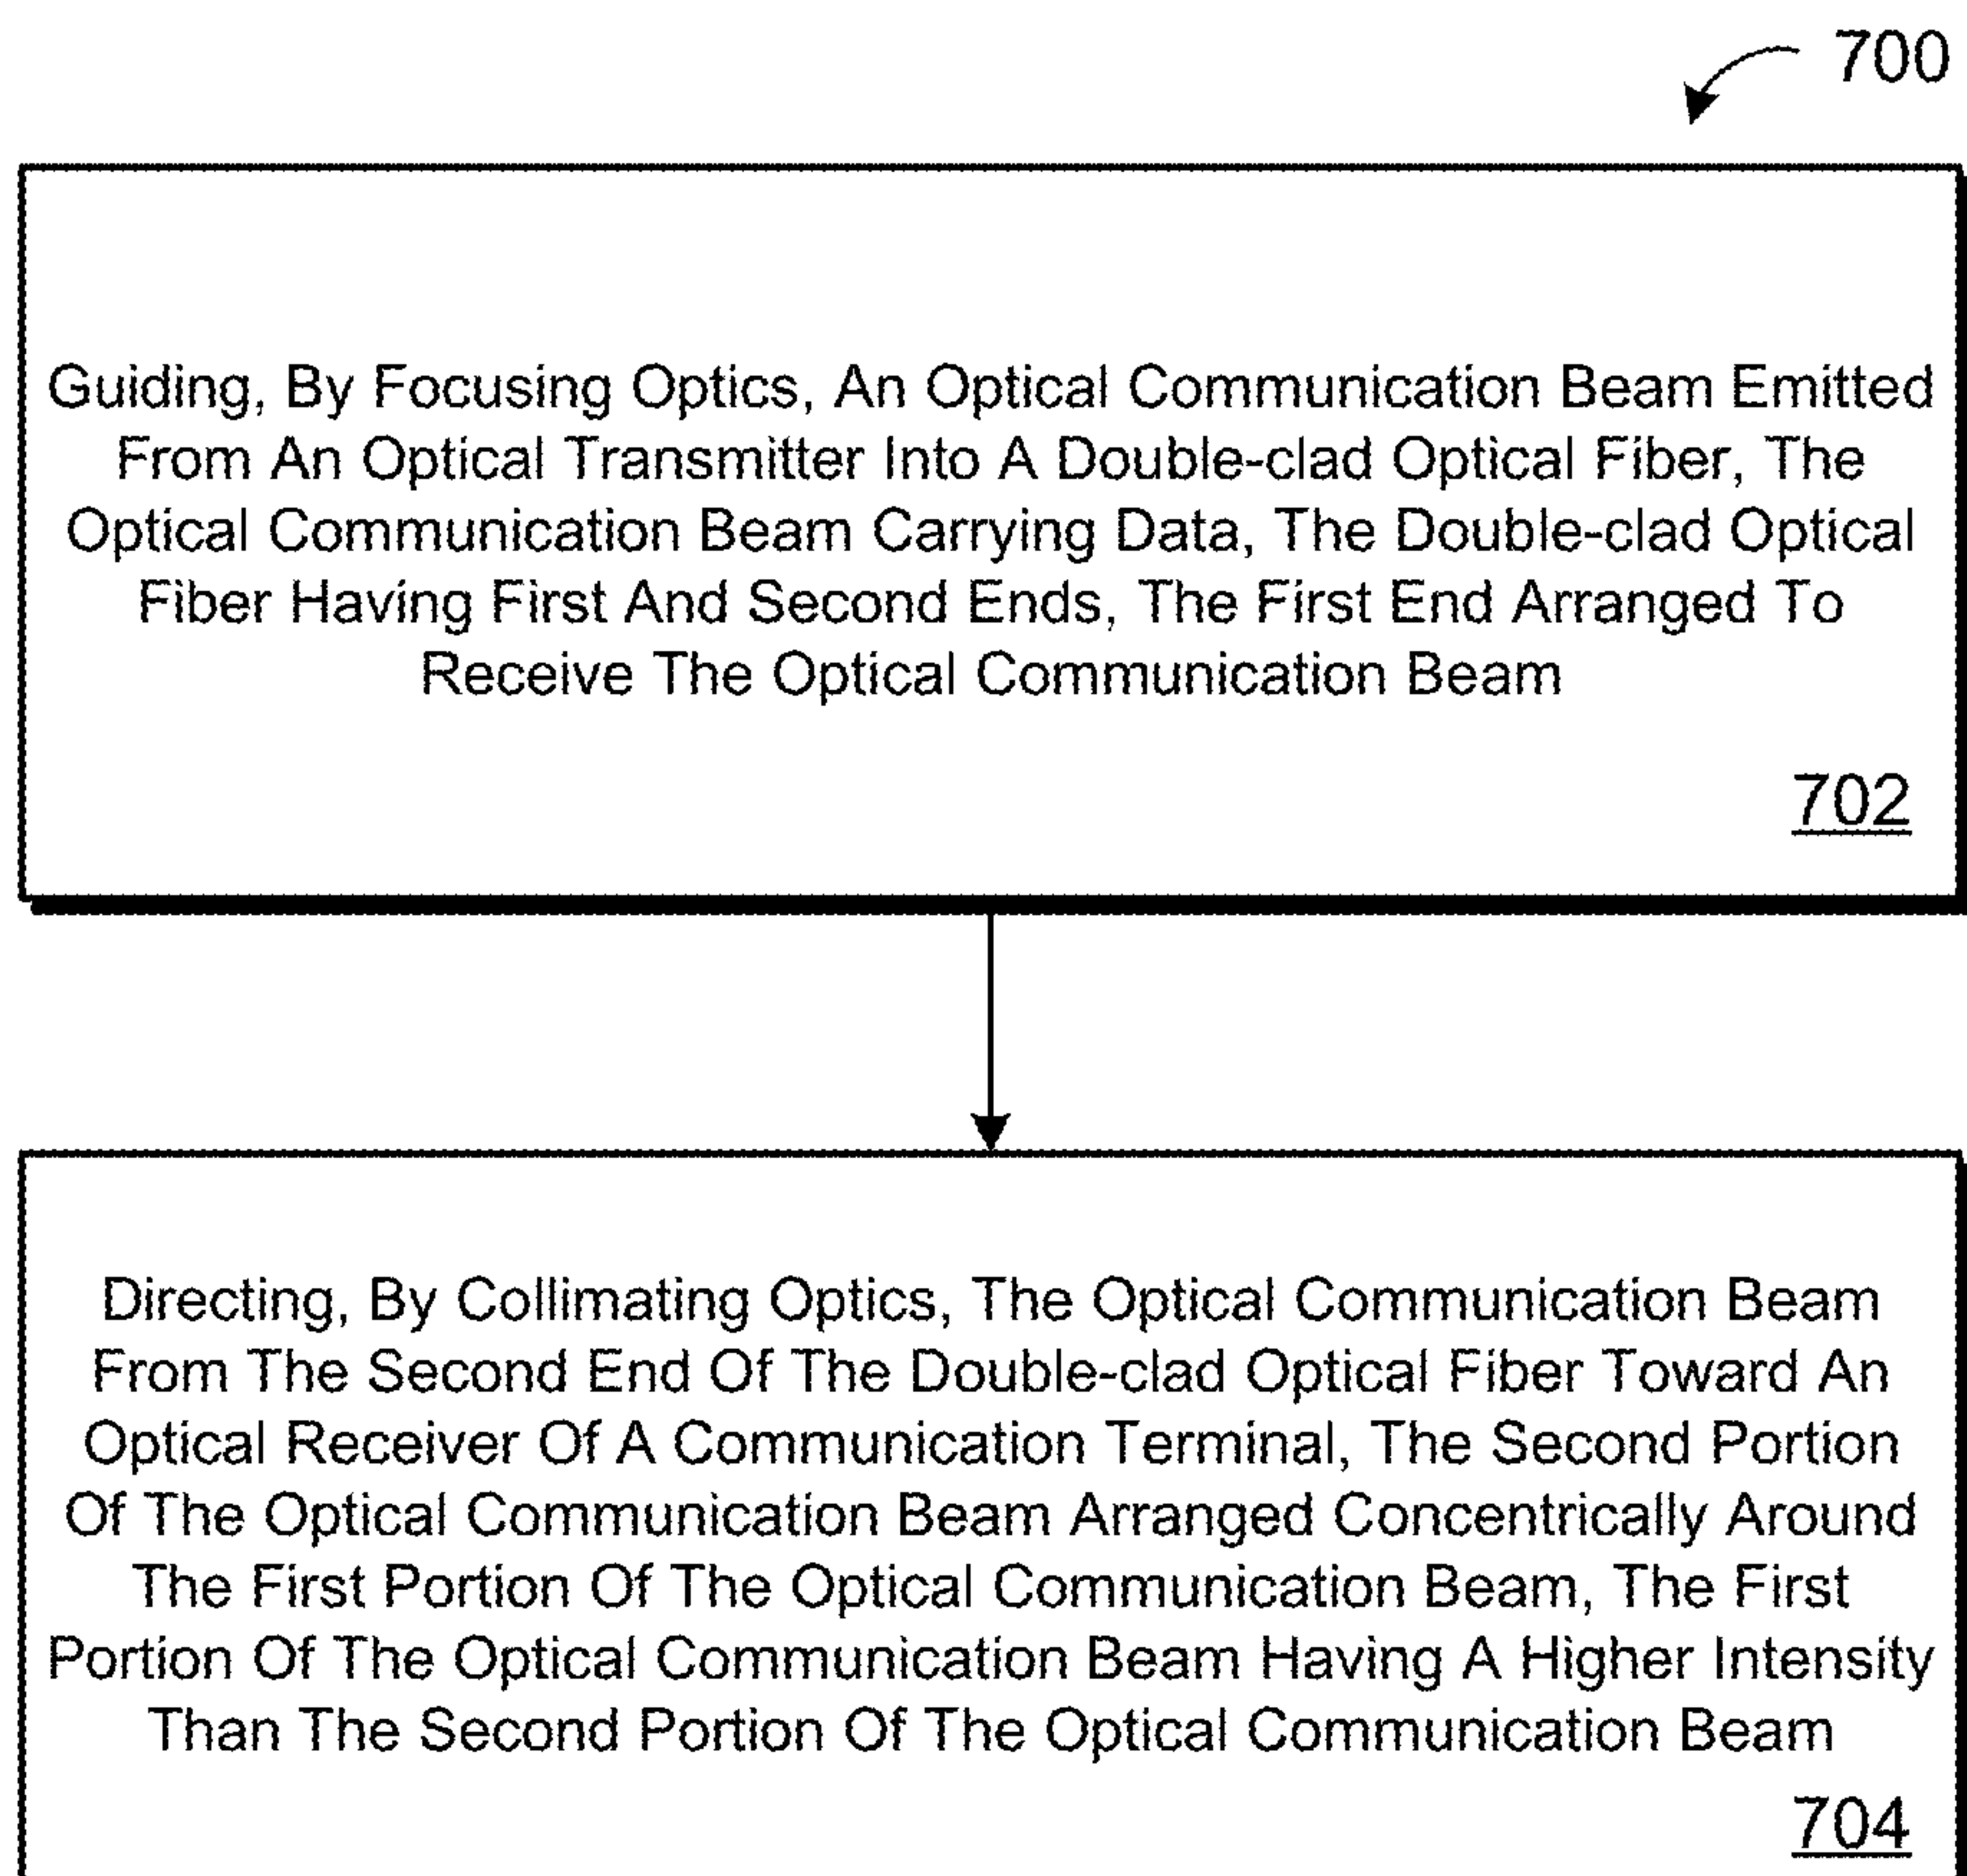 700
Guiding, By Focusing Optics, An Optical Communication Beam Emitted
From An Optical Transmitter Into A Double-clad Optical Fiber, The
Optical Communication Beam Carrying Data, The Double-clad Optical
Fiber Having First And Second Ends, The First End Arranged To
Receive The Optical Communication Beam
702
Directing, By Collimating Optics, The Optical Communication Beam
From The Second End Of The Double-clad Optical Fiber Toward An
Optical Receiver Of A Communication Terminal, The Second Portion
Of The Optical Communication Beam Arranged Concentrically Around
The First Portion Of The Optical Communication Beam, The First
Portion Of The Optical Communication Beam Having A Higher Intensity
Than The Second Portion Of The Optical Communication Beam
704